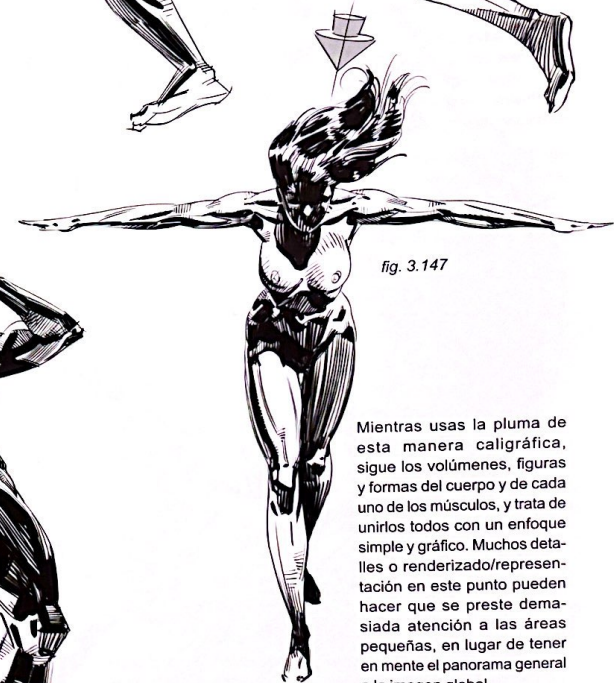 fig. 3.147
Mientras usas la pluma de
esta manera caligráfica,
sigue los volúmenes, figuras
y formas del cuerpo y de cada
uno de los músculos, y trata de
unirlos todos con un enfoque
simple y gráfico. Muchos deta-
lles o renderizado/represen-
tación en este punto pueden
hacer que se preste dema-
siada atención a las áreas
pequeñas, en lugar de tener
en mente el panorama general
la imagen global